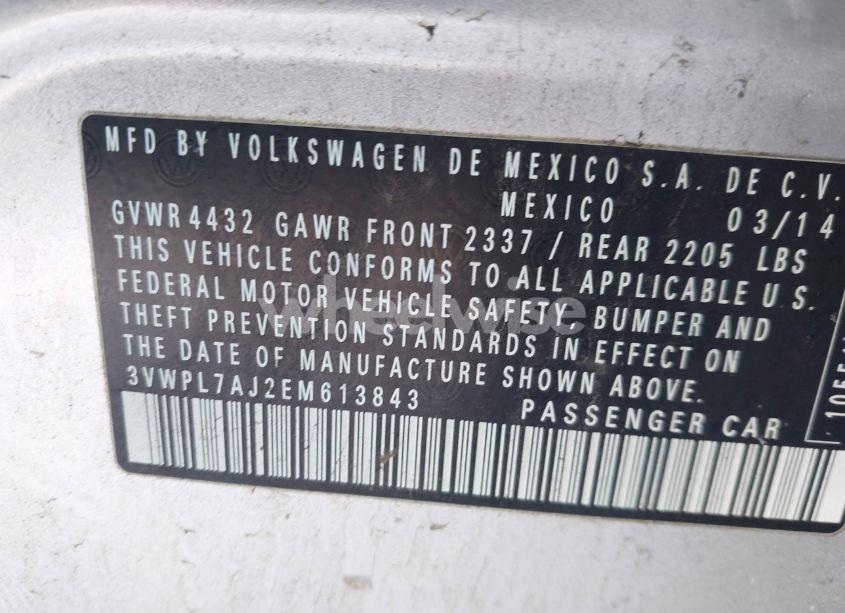 MFD BY VOLKSWAGEN DE MEXICO S.A. DE C.V.
MEXICO 03/14
GVWR 4432 GAWR FRONT 2337 / REAR 2205 LBS
THIS VEHICLE CONFORMS TO ALL APPLICABLE U.S.
FEDERAL MOTOR VEHICLE SAFETY, BUMPER AND
THEFT PREVENTION STANDARDS IN EFFECT ON
THE DATE OF MANUFACTURE SHOWN ABOVE.
3VWPL7AJ2EM613843 PASSENGER CAR
wheelwise